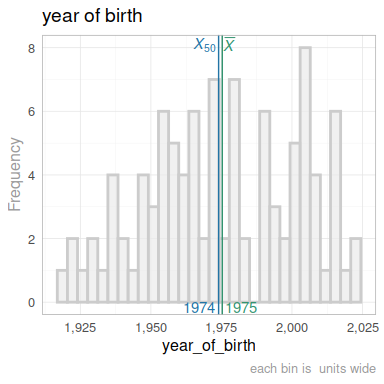 year of birth
X50 X̅
Frequency
8
6
4
2
0
1974 1975
1,925 1,950 1,975 2,000 2,025
year_of_birth
each bin is  units wide